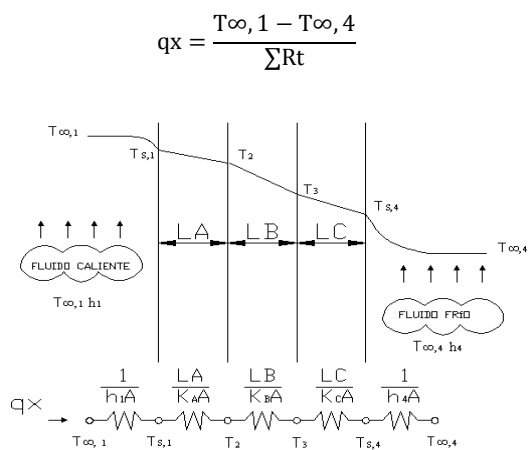 qx = T∞, 1 − T∞, 4 / ∑Rt
T∞,1
Ts,1
T2
T3
Ts,4
T∞,4
LA LB LC
FLUIDO CALIENTE
T∞,1 h1
FLUIDO FRIO
T∞,4 h4
1/h1A LA/KAA LB/KBA LC/KCA 1/h4A
qx
T∞, 1 Ts,1 T2 T3 Ts,4 T∞,4